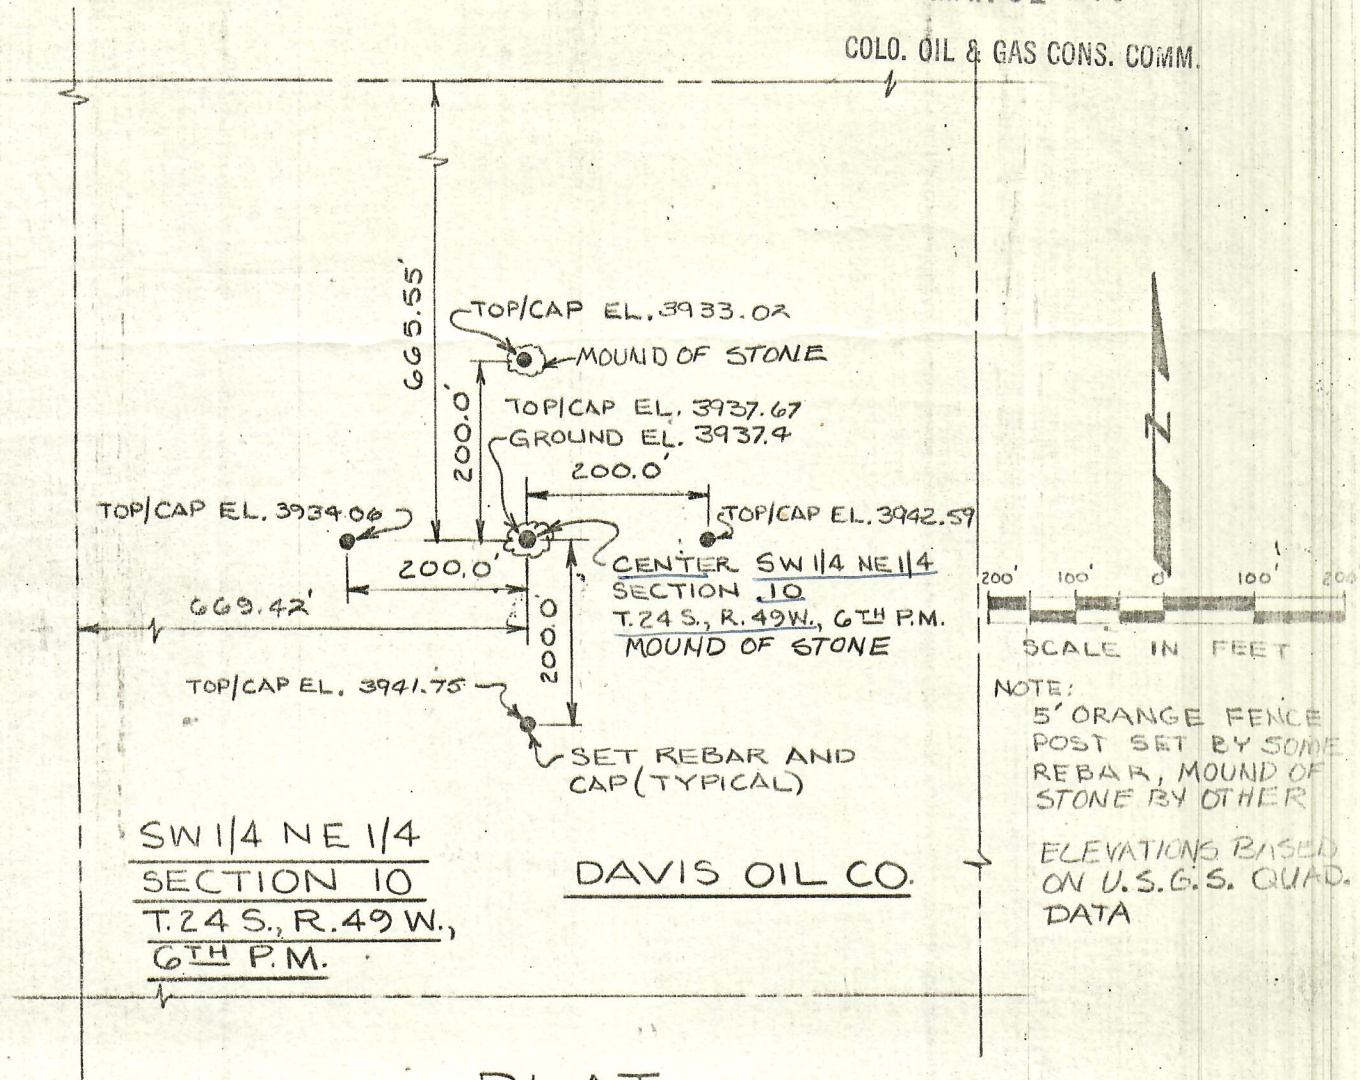 COLO. OIL & GAS CONS. COMM.
665.55'
TOP/CAP EL. 3933.02
MOUND OF STONE
200.0'
TOP/CAP EL. 3937.67
GROUND EL. 3937.4
200.0'
TOP/CAP EL. 3934.06
TOP/CAP EL. 3942.59
200.0'
CENTER SW 1/4 NE 1/4
SECTION 10
T. 24 S., R. 49 W., 6TH P.M.
MOUND OF STONE
669.42'
200.0'
TOP/CAP EL. 3941.75
SET REBAR AND
CAP (TYPICAL)
N
200' 100' 0' 100' 200
SCALE IN FEET
NOTE:
5' ORANGE FENCE
POST SET BY SOME
REBAR, MOUND OF
STONE BY OTHER
ELEVATIONS BASED
ON U.S.G.S. QUAD.
DATA
SW 1/4 NE 1/4
SECTION 10
T. 24 S., R. 49 W.,
6TH P.M.
DAVIS OIL CO.
PLAT